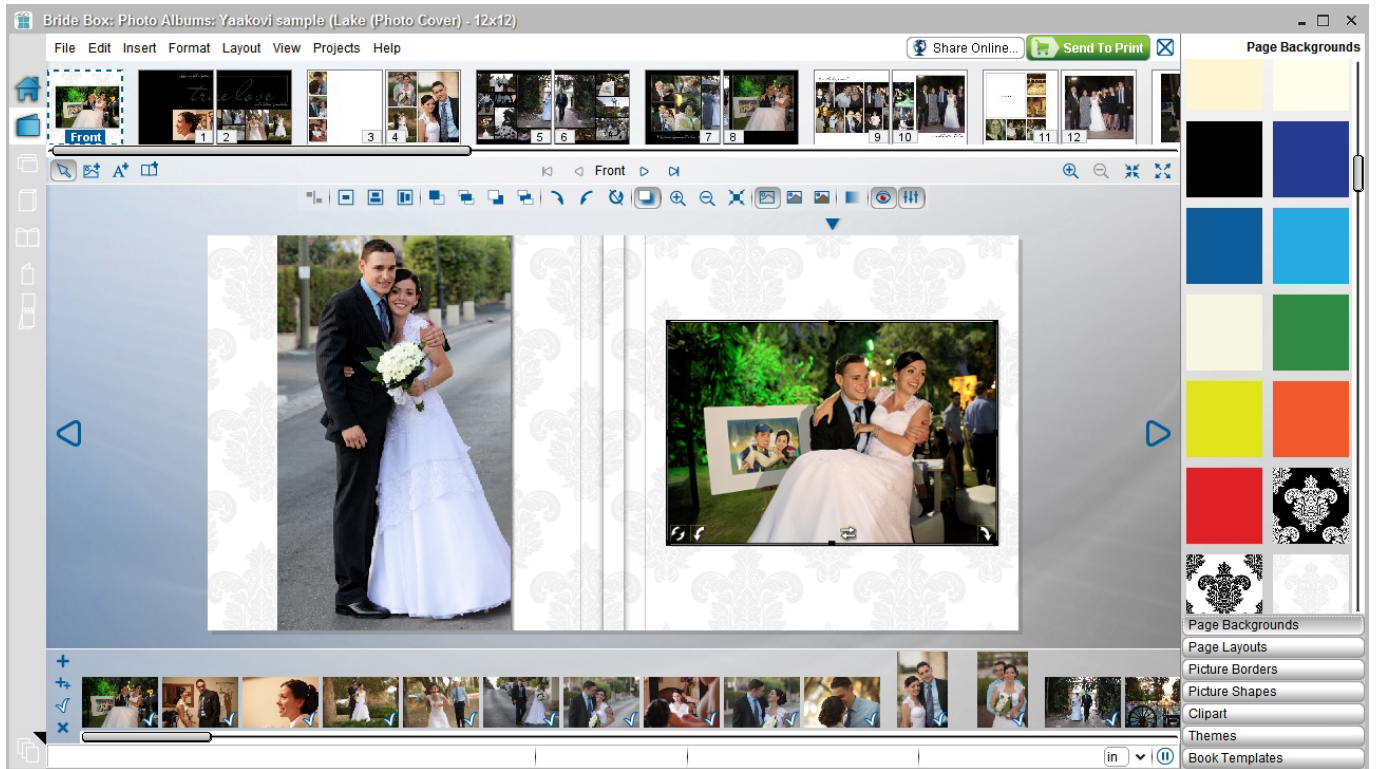 Bride Box: Photo Albums: Yaakovi sample (Lake (Photo Cover) - 12x12)
File Edit Insert Format Layout View Projects Help
Share Online...
Send To Print
Page Backgrounds
true love
Front
1 2
3 4
5 6
7 8
9 10
11 12
Front
in
Page Backgrounds
Page Layouts
Picture Borders
Picture Shapes
Clipart
Themes
Book Templates